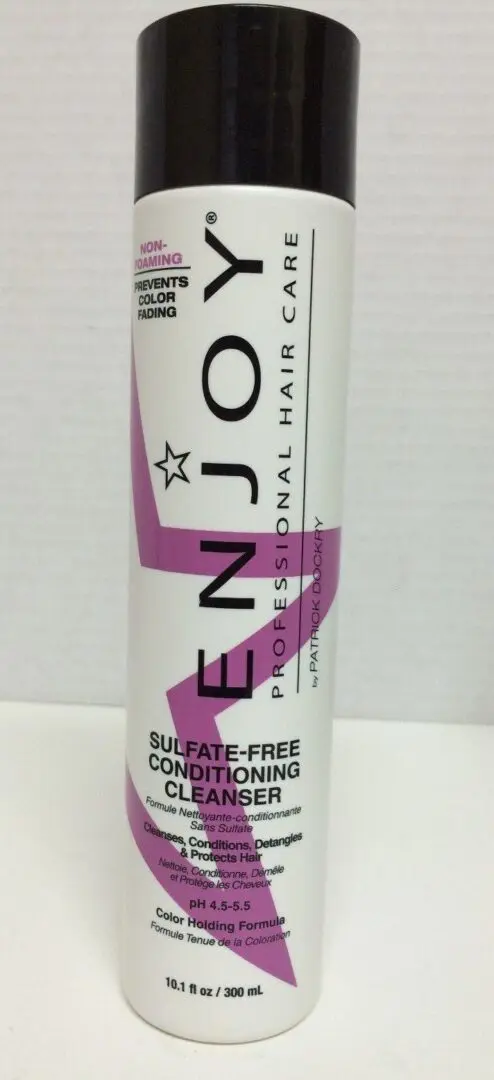 NON-
FOAMING
PREVENTS
COLOR
FADING
ENJOY®
PROFESSIONAL HAIR CARE
by PATRICK DOCKRY
SULFATE-FREE
CONDITIONING
CLEANSER
Formule Nettoyante-conditionnante
Sans Sulfate
Cleanses, Conditions, Detangles
& Protects Hair
Nettoie, Conditionne, Démêle
et Protège les Cheveux
pH 4.5-5.5
Color Holding Formula
Formule Tenue de la Coloration
10.1 fl oz / 300 mL